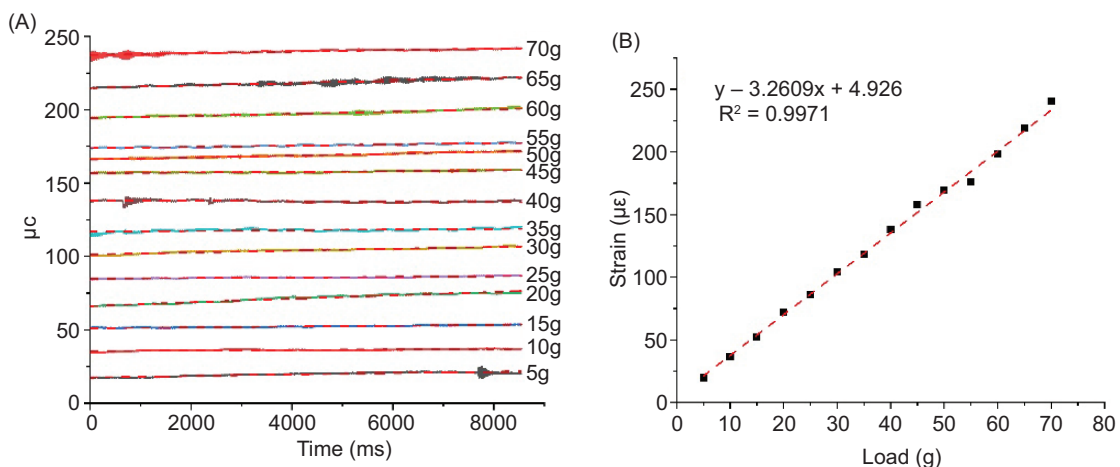 (A)
250
200
150
100
50
0
µc
0
2000
4000
6000
8000
Time (ms)
70g
65g
60g
55g
50g
45g
40g
35g
30g
25g
20g
15g
10g
5g
(B)
y – 3.2609x + 4.926
R² = 0.9971
250
200
150
100
50
0
Strain (µε)
0
10
20
30
40
50
60
70
80
Load (g)